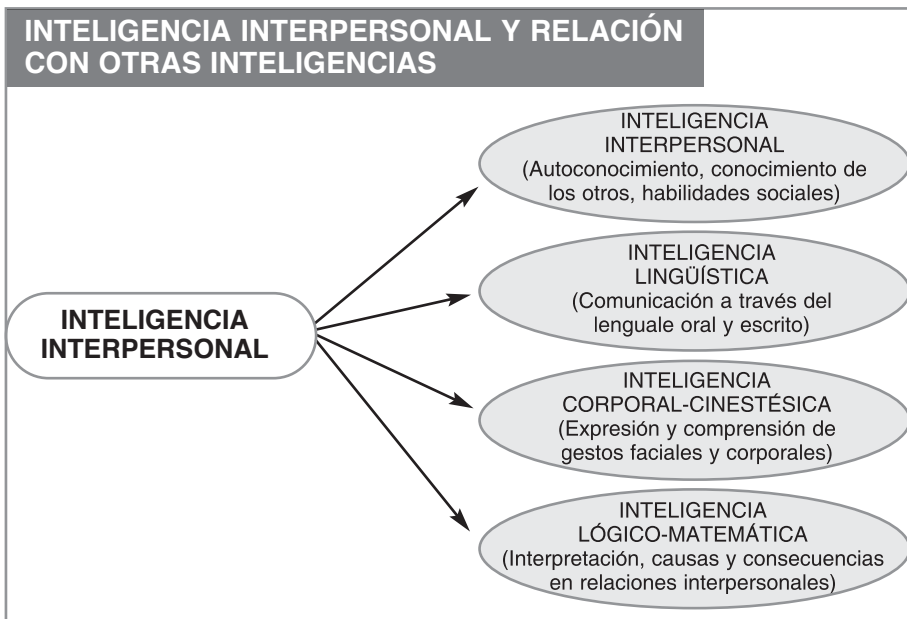 INTELIGENCIA INTERPERSONAL Y RELACIÓN
CON OTRAS INTELIGENCIAS
INTELIGENCIA
INTERPERSONAL
INTELIGENCIA
INTERPERSONAL
(Autoconocimiento, conocimiento de
los otros, habilidades sociales)
INTELIGENCIA
LINGÜÍSTICA
(Comunicación a través del
lenguale oral y escrito)
INTELIGENCIA
CORPORAL-CINESTÉSICA
(Expresión y comprensión de
gestos faciales y corporales)
INTELIGENCIA
LÓGICO-MATEMÁTICA
(Interpretación, causas y consecuencias
en relaciones interpersonales)